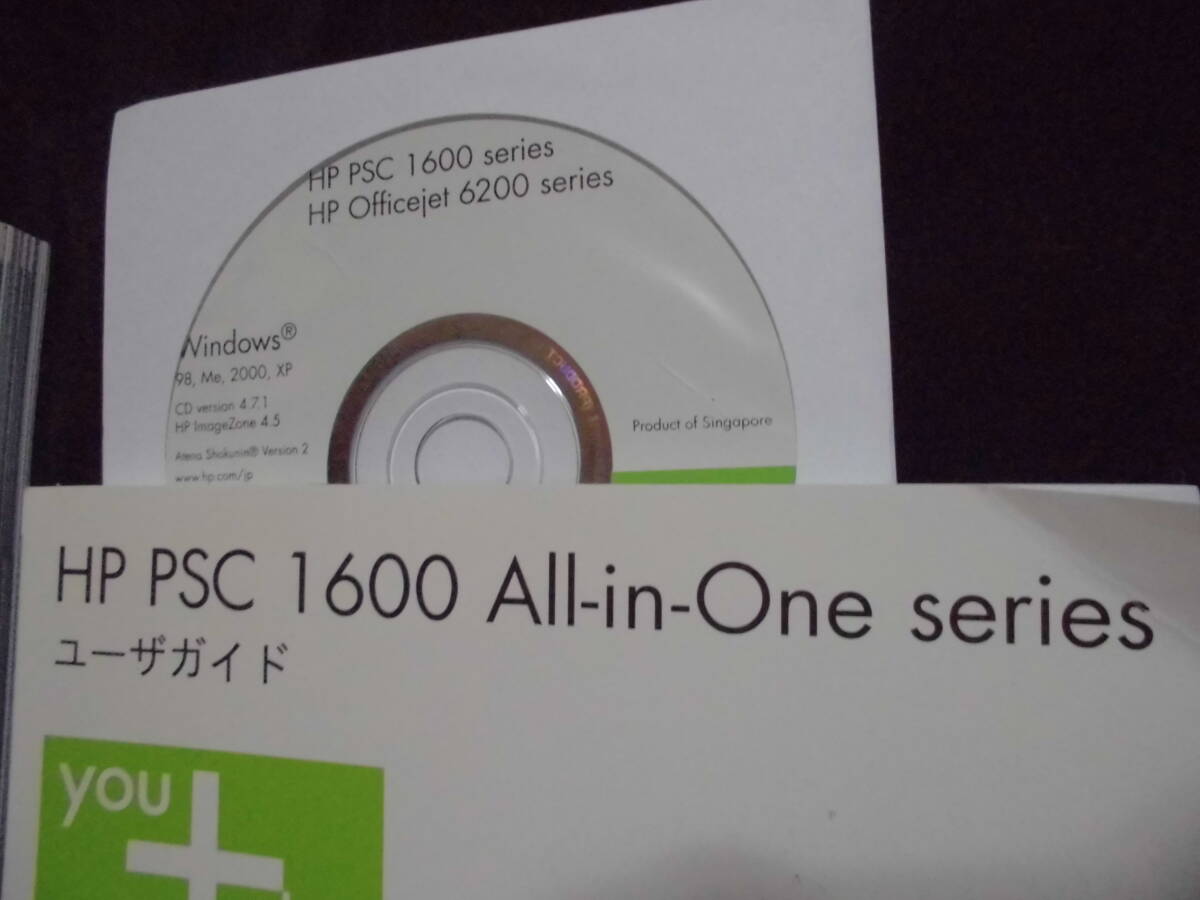 HP PSC 1600 series
HP Officejet 6200 series
Windows®
98, Me, 2000, XP
CD version 4.7.1
HP ImageZone 4.5
Atena Shokunin® Version 2
www.hp.com/jp
Product of Singapore
HP PSC 1600 All-in-One series
ユーザガイド
you